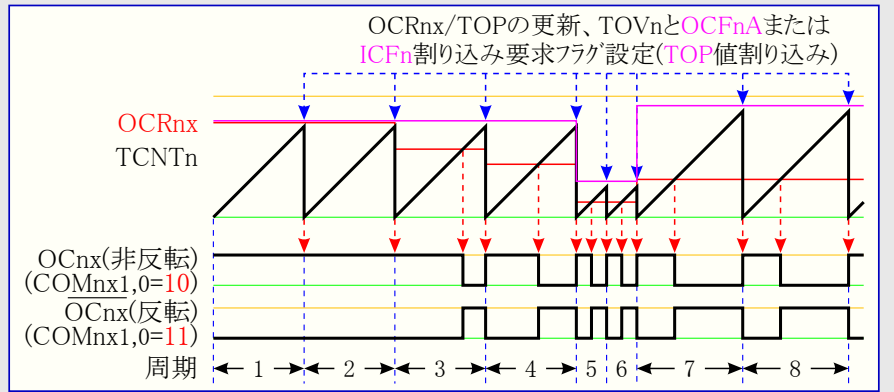 OCRnx/TOPの更新、TOVnとOCFnAまたは
ICFn割り込み要求フラグ設定(TOP値割り込み)
OCRnx
TCNTn
OCnx(非反転)
(COMnx1,0=10)
OCnx(反転)
(COMnx1,0=11)
周期 1 2 3 4 5 6 7 8